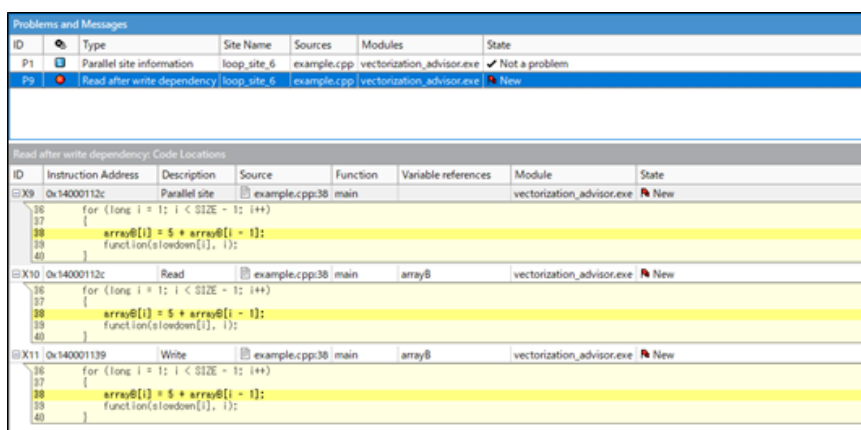 Problems and Messages
ID Type Site Name Sources Modules State
P1 Parallel site information loop_site_6 example.cpp vectorization_advisor.exe Not a problem
P9 Read after write dependency loop_site_6 example.cpp vectorization_advisor.exe New
Read after write dependency: Code Locations
ID Instruction Address Description Source Function Variable references Module State
X9 0x14000112c Parallel site example.cpp:38 main vectorization_advisor.exe New
36 for (long i = 1; i < SIZE - 1; i++)
37 {
38 arrayB[i] = 5 + arrayB[i - 1];
39 function(slowdown[i], i);
40 }
X10 0x14000112c Read example.cpp:38 main arrayB vectorization_advisor.exe New
36 for (long i = 1; i < SIZE - 1; i++)
37 {
38 arrayB[i] = 5 + arrayB[i - 1];
39 function(slowdown[i], i);
40 }
X11 0x140001139 Write example.cpp:38 main arrayB vectorization_advisor.exe New
36 for (long i = 1; i < SIZE - 1; i++)
37 {
38 arrayB[i] = 5 + arrayB[i - 1];
39 function(slowdown[i], i);
40 }